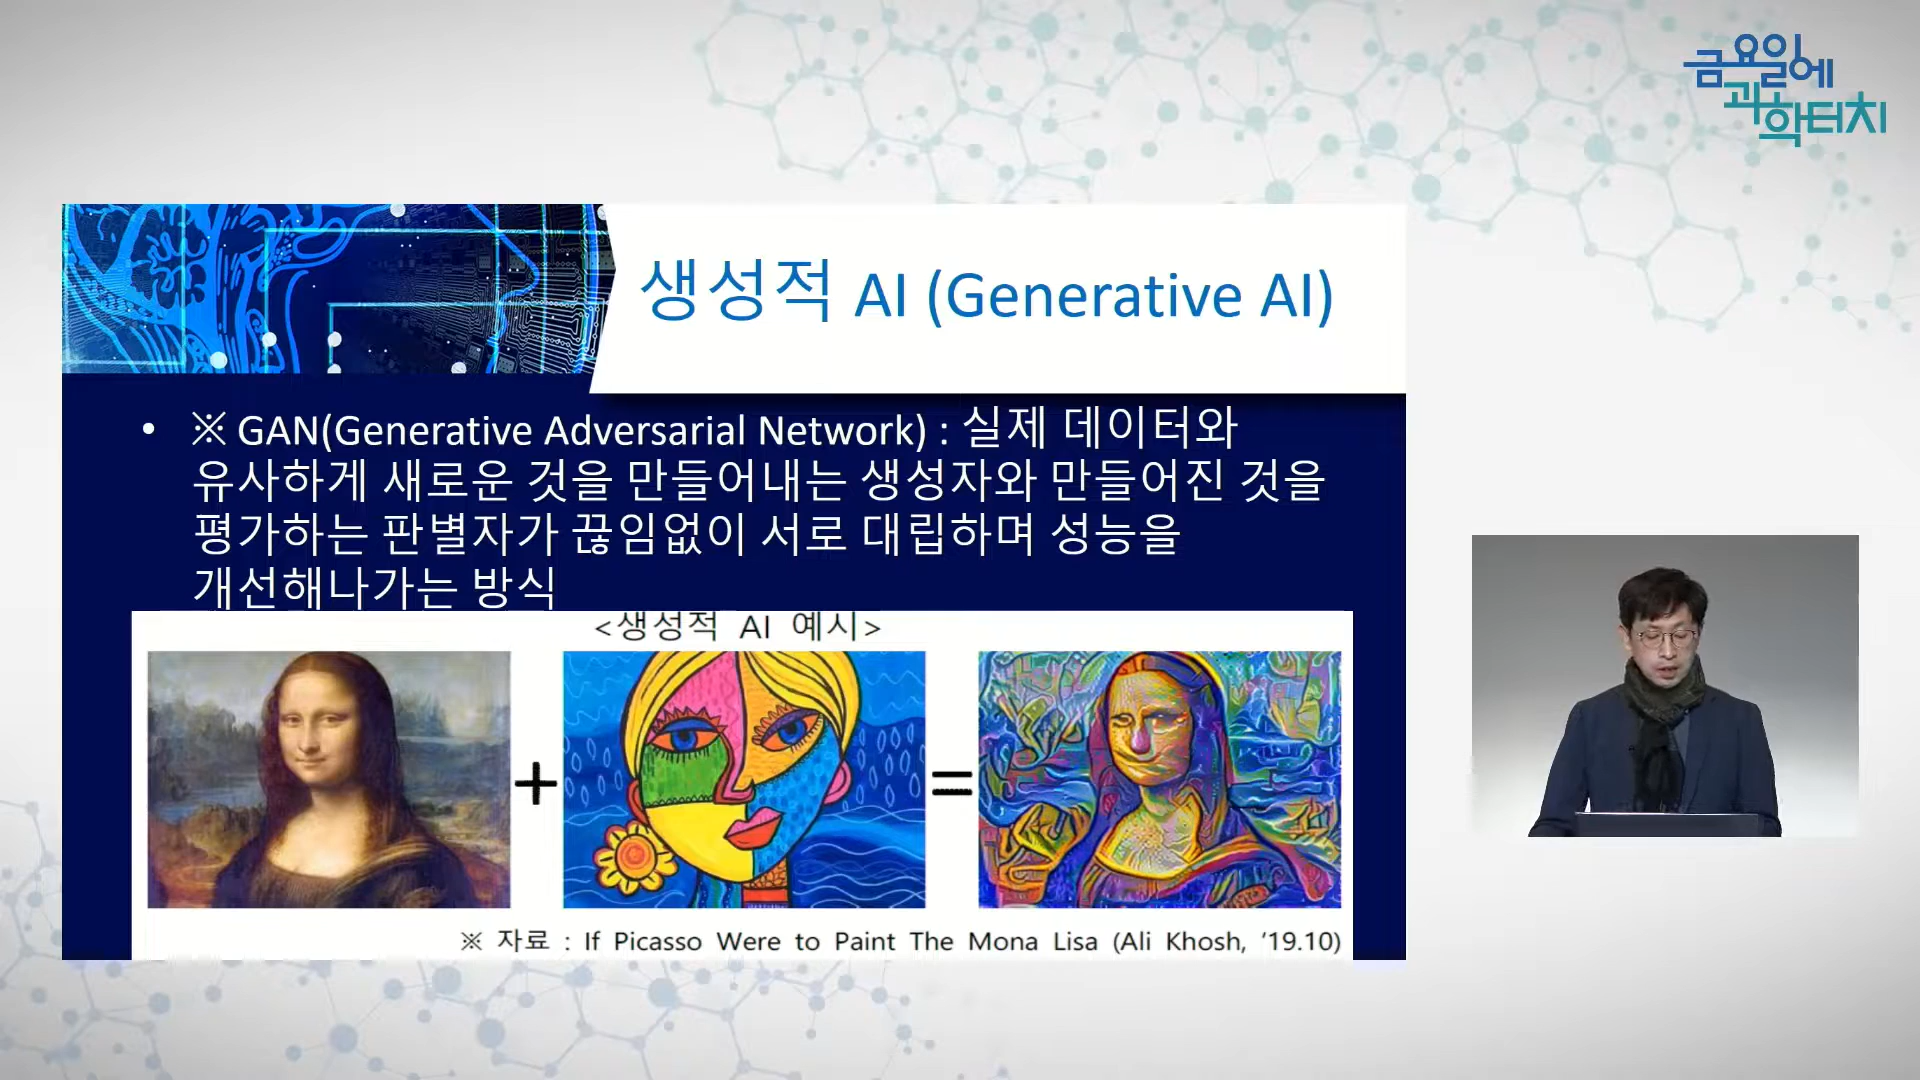 금요일에
과학터치
생성적 AI (Generative AI)
• ※ GAN(Generative Adversarial Network) : 실제 데이터와
유사하게 새로운 것을 만들어내는 생성자와 만들어진 것을
평가하는 판별자가 끊임없이 서로 대립하며 성능을
개선해나가는 방식
<생성적 AI 예시>
+
=
※ 자료 : If Picasso Were to Paint The Mona Lisa (Ali Khosh, ’19.10)